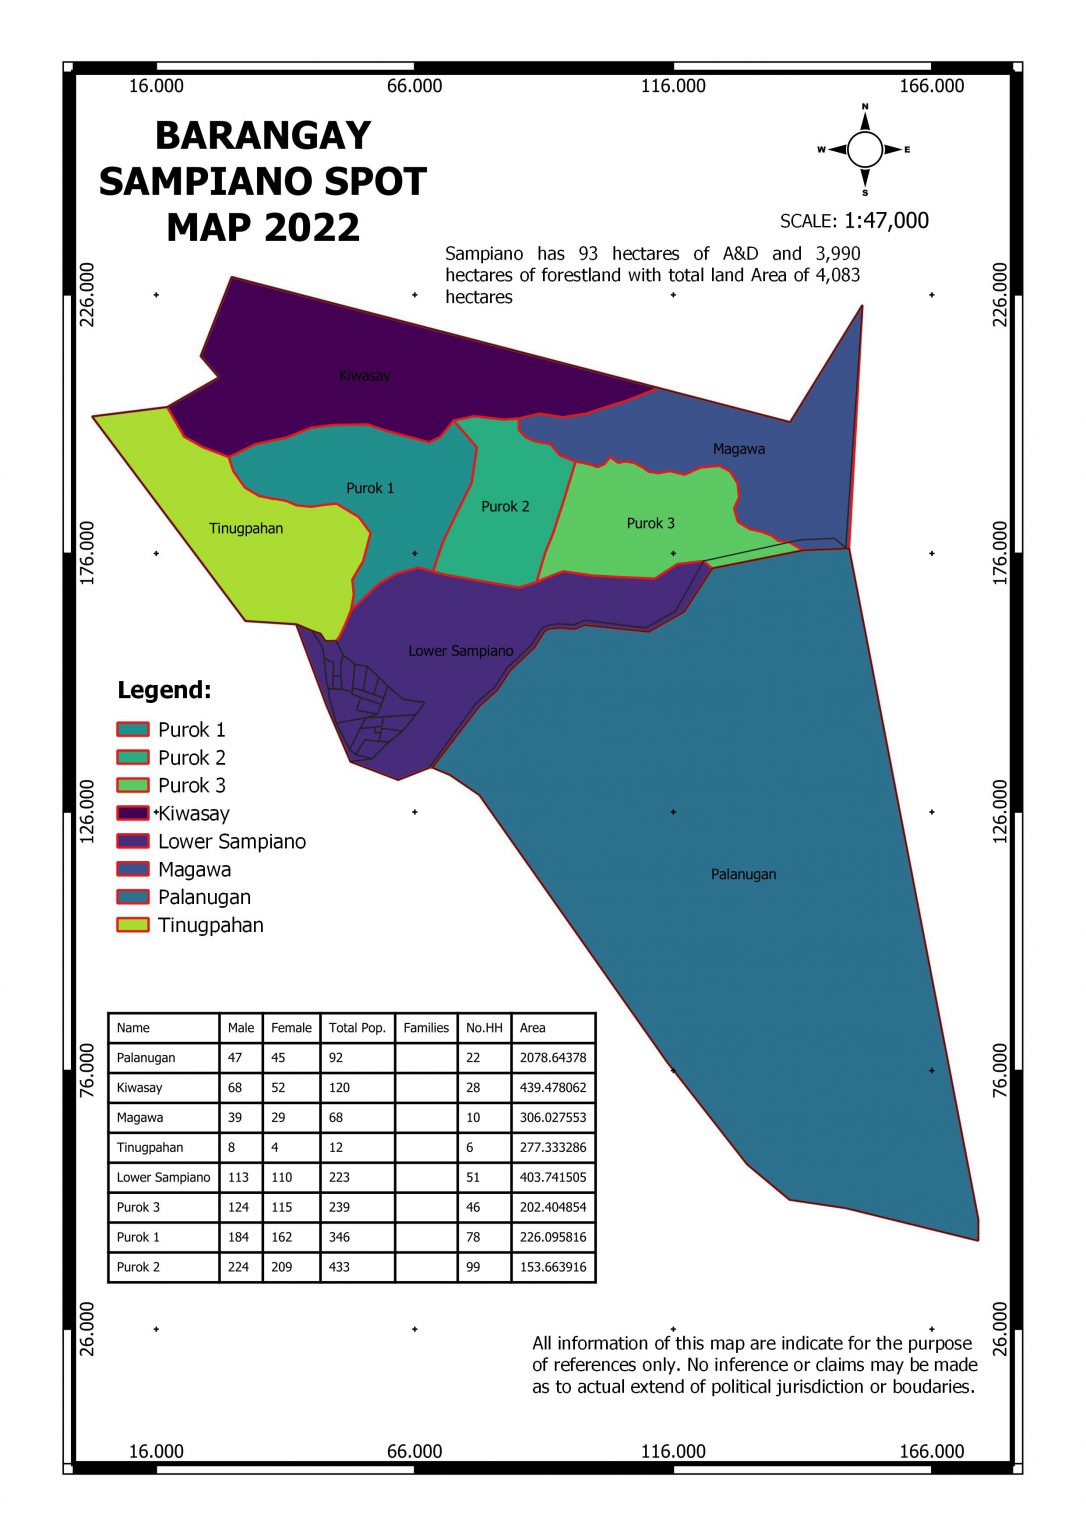 16.000 66.000 116.000 166.000
BARANGAY
SAMPIANO SPOT
MAP 2022
N
W E
S
SCALE: 1:47,000
Sampiano has 93 hectares of A&D and 3,990
hectares of forestland with total land Area of 4,083
hectares
226.000 226.000
Kiwasay
Magawa
Purok 1
Purok 2
Purok 3
Tinugpahan
176.000 176.000
Lower Sampiano
Legend:
Purok 1
Purok 2
Purok 3
Kiwasay
Lower Sampiano
Magawa
Palanugan
Tinugpahan
126.000 126.000
Palanugan
Name Male Female Total Pop. Families No.HH Area
Palanugan 47 45 92 22 2078.64378
Kiwasay 68 52 120 28 439.478062
Magawa 39 29 68 10 306.027553
Tinugpahan 8 4 12 6 277.333286
Lower Sampiano 113 110 223 51 403.741505
Purok 3 124 115 239 46 202.404854
Purok 1 184 162 346 78 226.095816
Purok 2 224 209 433 99 153.663916
76.000 76.000
26.000 26.000
All information of this map are indicate for the purpose
of references only. No inference or claims may be made
as to actual extend of political jurisdiction or boudaries.
16.000 66.000 116.000 166.000